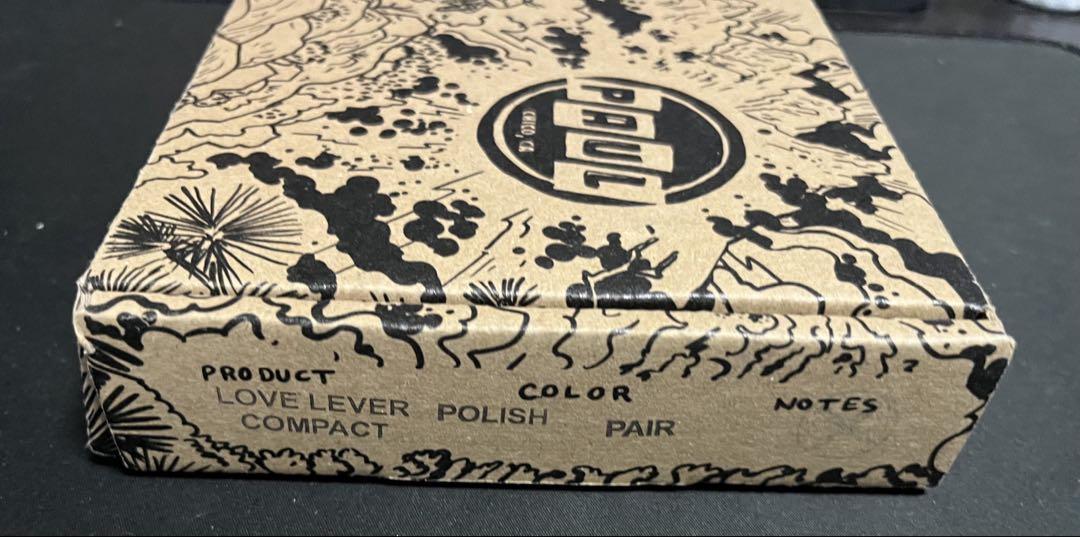 PAUL
CHICO, CA
PRODUCT
COLOR
NOTES
LOVE LEVER
COMPACT
POLISH
PAIR